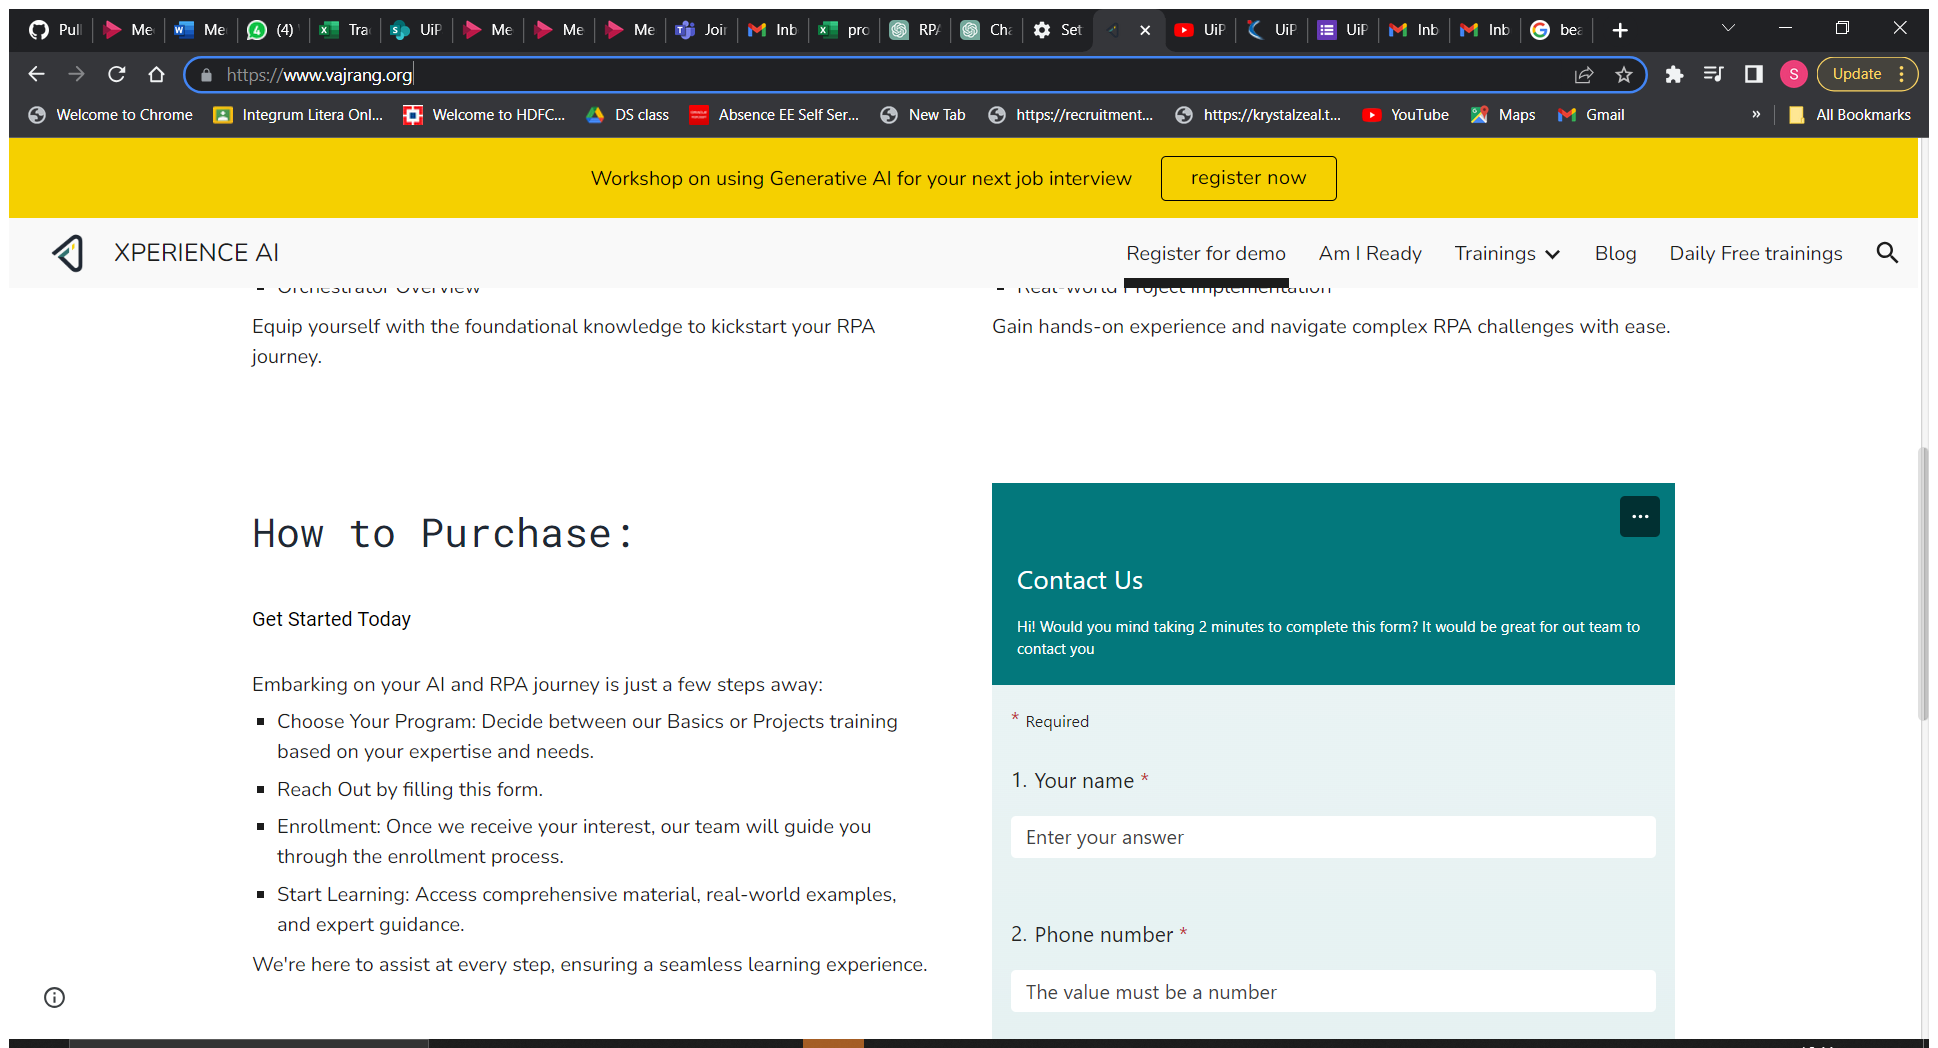 Pull
Me
Me
(4)
Tra
UiP
Me
Me
Me
Join
Inb
pro
RPA
Cha
Set
UiP
UiP
UiP
Inb
Inb
bea
https://www.vajrang.org
S
Update
Welcome to Chrome
Integrum Litera Onl...
Welcome to HDFC...
DS class
Absence EE Self Ser...
New Tab
https://recruitment...
https://krystalzeal.t...
YouTube
Maps
Gmail
»
All Bookmarks
Workshop on using Generative AI for your next job interview
register now
XPERIENCE AI
Register for demo
Am I Ready
Trainings
Blog
Daily Free trainings
Orchestrator Overview
Real-world Project Implementation
Equip yourself with the foundational knowledge to kickstart your RPA
journey.
Gain hands-on experience and navigate complex RPA challenges with ease.
How to Purchase:
Get Started Today
Embarking on your AI and RPA journey is just a few steps away:
Choose Your Program: Decide between our Basics or Projects training
based on your expertise and needs.
Reach Out by filling this form.
Enrollment: Once we receive your interest, our team will guide you
through the enrollment process.
Start Learning: Access comprehensive material, real-world examples,
and expert guidance.
We're here to assist at every step, ensuring a seamless learning experience.
Contact Us
Hi! Would you mind taking 2 minutes to complete this form? It would be great for out team to
contact you
* Required
1. Your name *
Enter your answer
2. Phone number *
The value must be a number